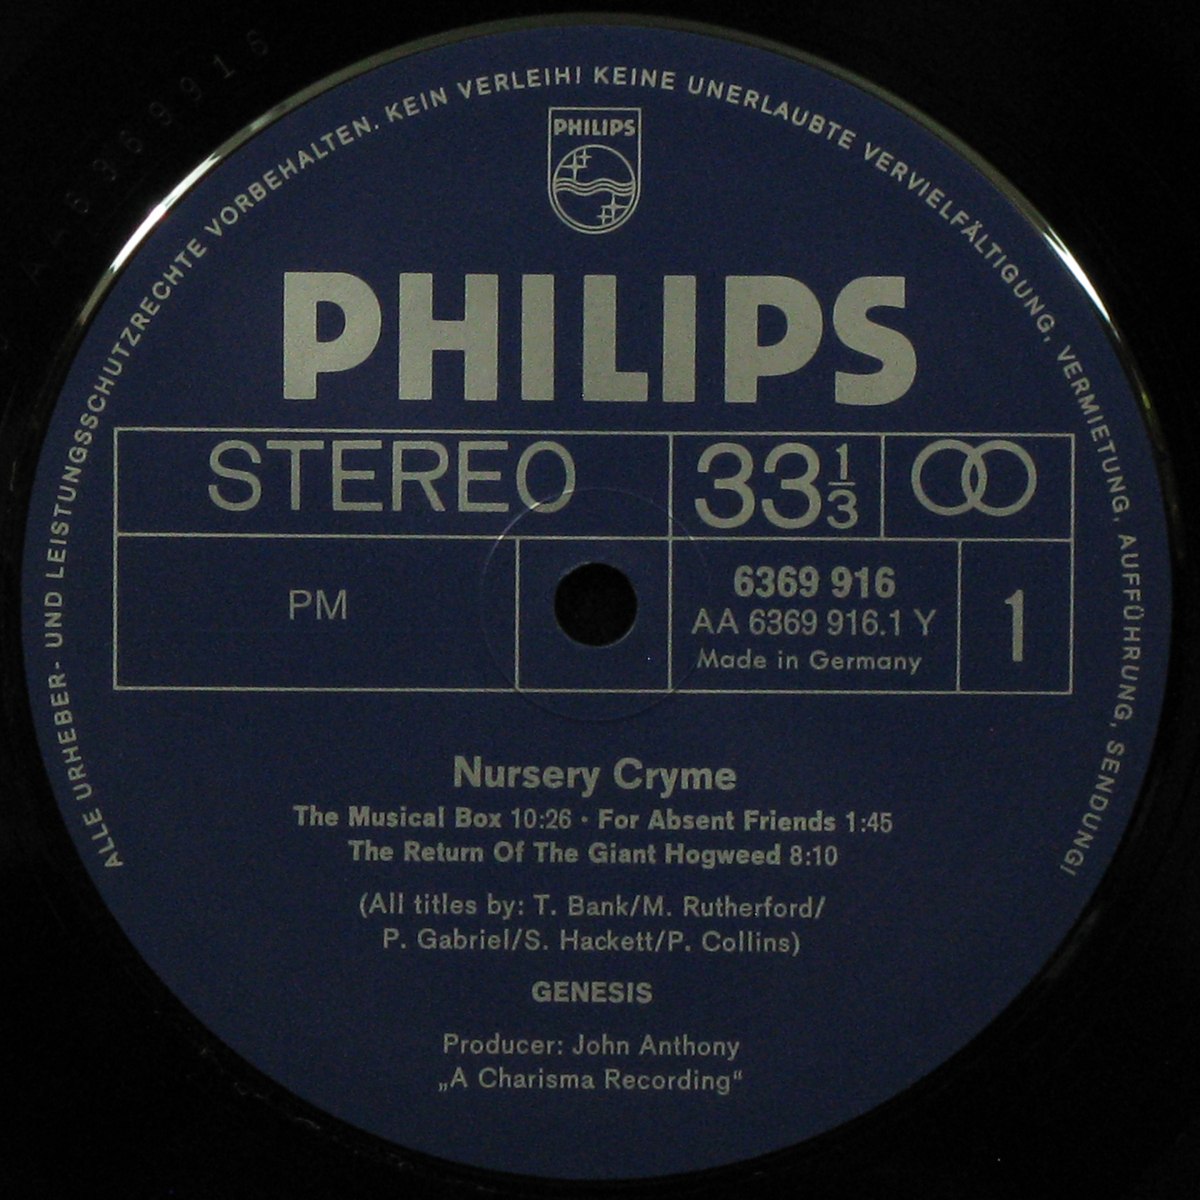 ALLE URHEBER- UND LEISTUNGSSCHUTZRECHTE VORBEHALTEN. KEIN VERLEIH! KEINE UNERLAUBTE VERVIELFÄLTIGUNG, VERMIETUNG, AUFFÜHRUNG, SENDUNG!
PHILIPS
PHILIPS
STEREO 33 1/3
PM
6369 916
AA 6369 916.1 Y
Made in Germany
1
Nursery Cryme
The Musical Box 10:26 · For Absent Friends 1:45
The Return Of The Giant Hogweed 8:10
(All titles by: T. Bank/M. Rutherford/
P. Gabriel/S. Hackett/P. Collins)
GENESIS
Producer: John Anthony
„A Charisma Recording“